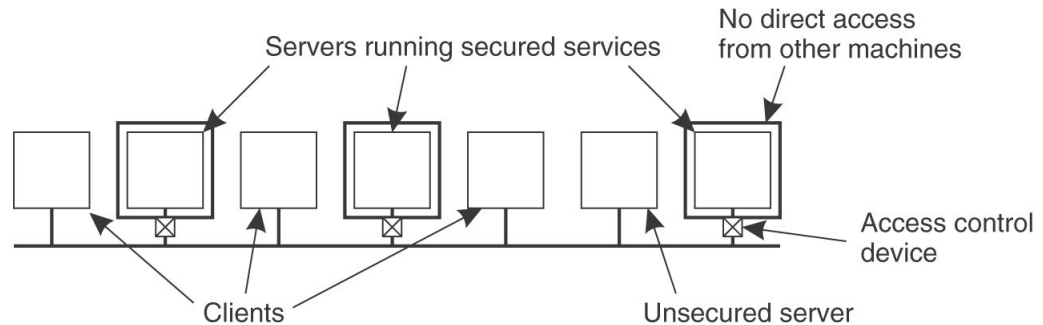 No direct access
from other machines
Servers running secured services
Access control
device
Clients
Unsecured server